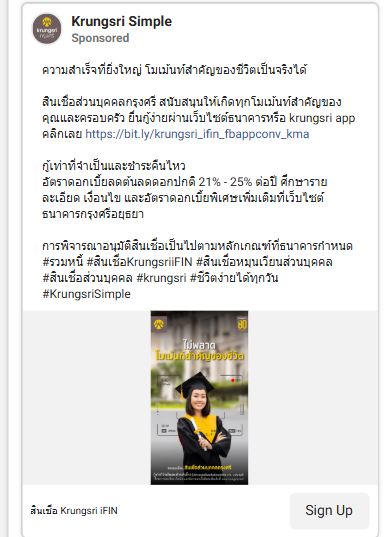 Krungsri Simple
Sponsored
ความสำเร็จที่ยิ่งใหญ่ โมเม้นท์สำคัญของชีวิตเป็นจริงได้
สินเชื่อส่วนบุคคลกรุงศรี สนับสนุนให้เกิดทุกโมเม้นท์สำคัญของ
คุณและครอบครัว ยื่นกู้ง่ายผ่านเว็บไซต์ธนาคารหรือ krungsri app
คลิกเลย https://bit.ly/krungsri_ifin_fbappconv_kma
กู้เท่าที่จำเป็นและชำระคืนไหว
อัตราดอกเบี้ยลดต้นลดดอกปกติ 21% - 25% ต่อปี ศึกษาราย
ละเอียด เงื่อนไข และอัตราดอกเบี้ยพิเศษเพิ่มเติมที่เว็บไซต์
ธนาคารกรุงศรีอยุธยา
การพิจารณาอนุมัติสินเชื่อเป็นไปตามหลักเกณฑ์ที่ธนาคารกำหนด
#รวมหนี้ #สินเชื่อKrungsriiFIN #สินเชื่อหมุนเวียนส่วนบุคคล
#สินเชื่อส่วนบุคคล #krungsri #ชีวิตง่ายได้ทุกวัน
#KrungsriSimple
ไม่พลาด
โมเม้นท์สำคัญของชีวิต
สินเชื่อส่วนบุคคลกรุงศรี
สินเชื่อ Krungsri iFIN
Sign Up